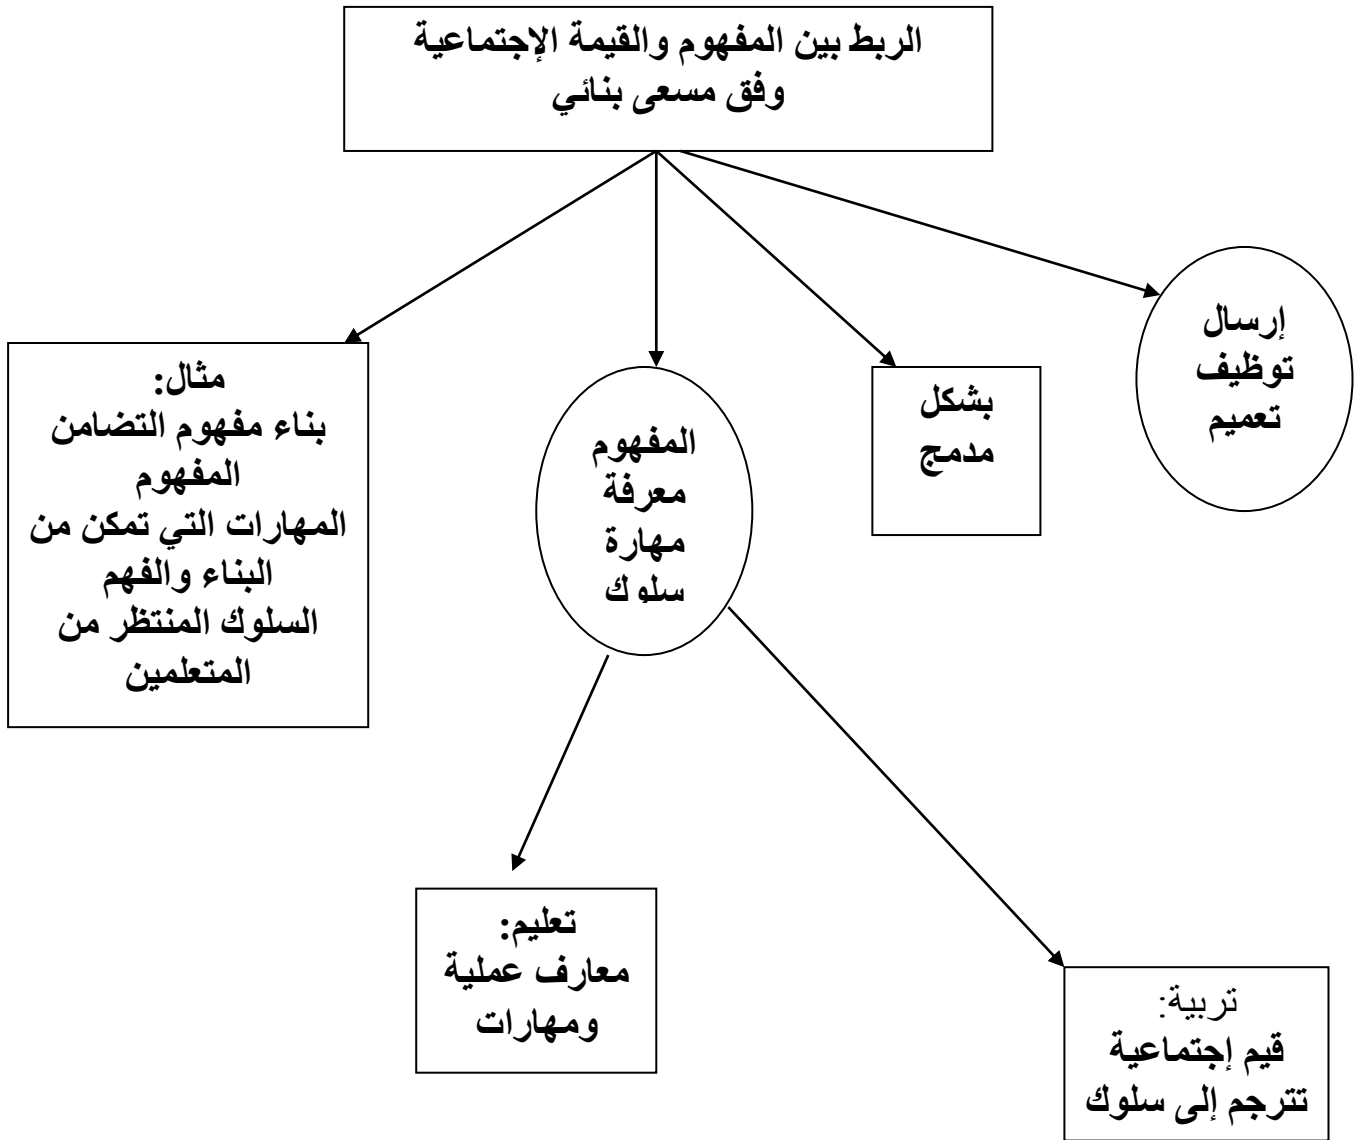 الربط بين المفهوم والقيمة الإجتماعية
وفق مسعى بنائي
إرسال
توظيف
تعميم
بشكل
مدمج
المفهوم
معرفة
مهارة
سلوك
مثال:
بناء مفهوم التضامن
المفهوم
المهارات التي تمكن من
البناء والفهم
السلوك المنتظر من
المتعلمين
تعليم:
معارف عملية
ومهارات
تربية:
قيم إجتماعية
تترجم إلى سلوك